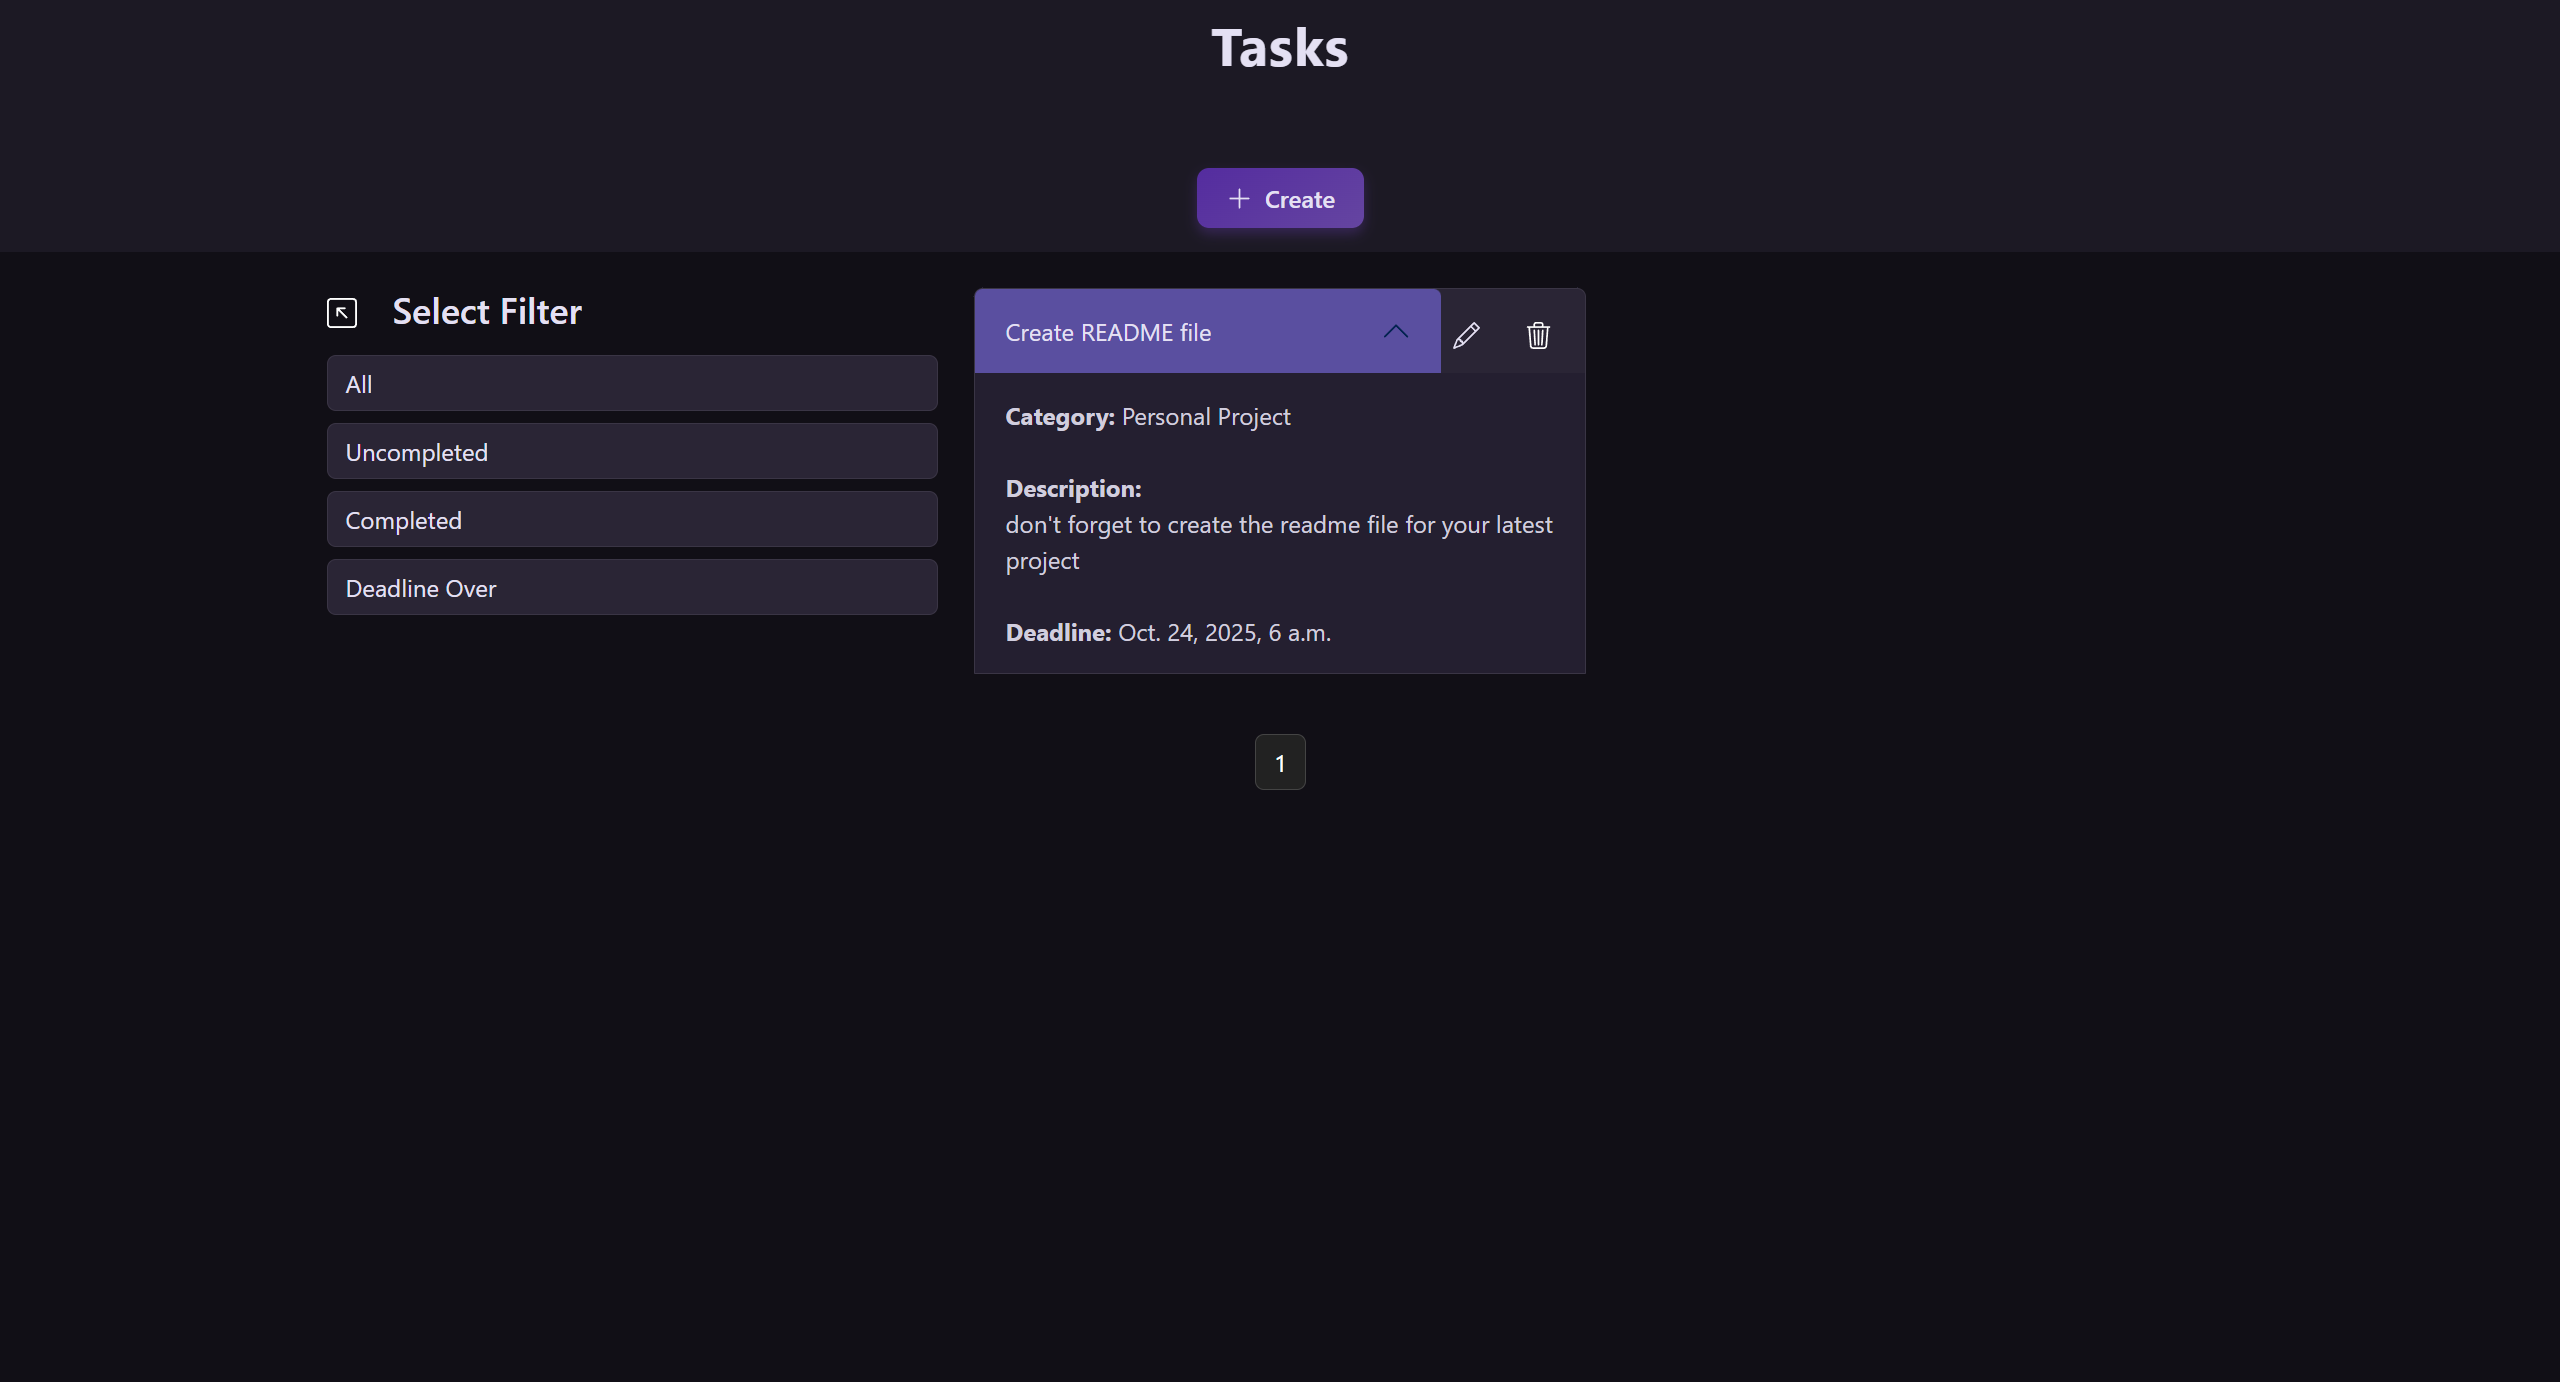 Tasks
Create
Select Filter
All
Uncompleted
Completed
Deadline Over
Create README file
Category: Personal Project
Description:
don't forget to create the readme file for your latest
project
Deadline: Oct. 24, 2025, 6 a.m.
1